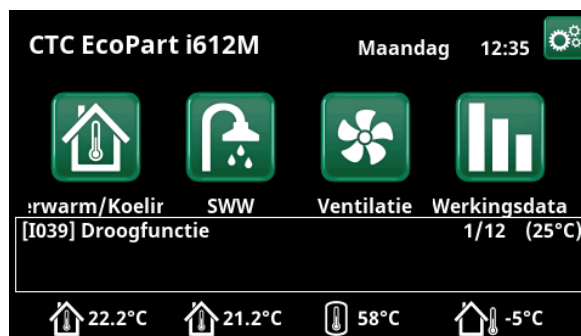 CTC EcoPart i612M Maandag 12:35
erwarm/Koelin SWW Ventilatie Werkingsdata
[I039] Droogfunctie 1/12 (25°C)
22.2°C 21.2°C 58°C -5°C